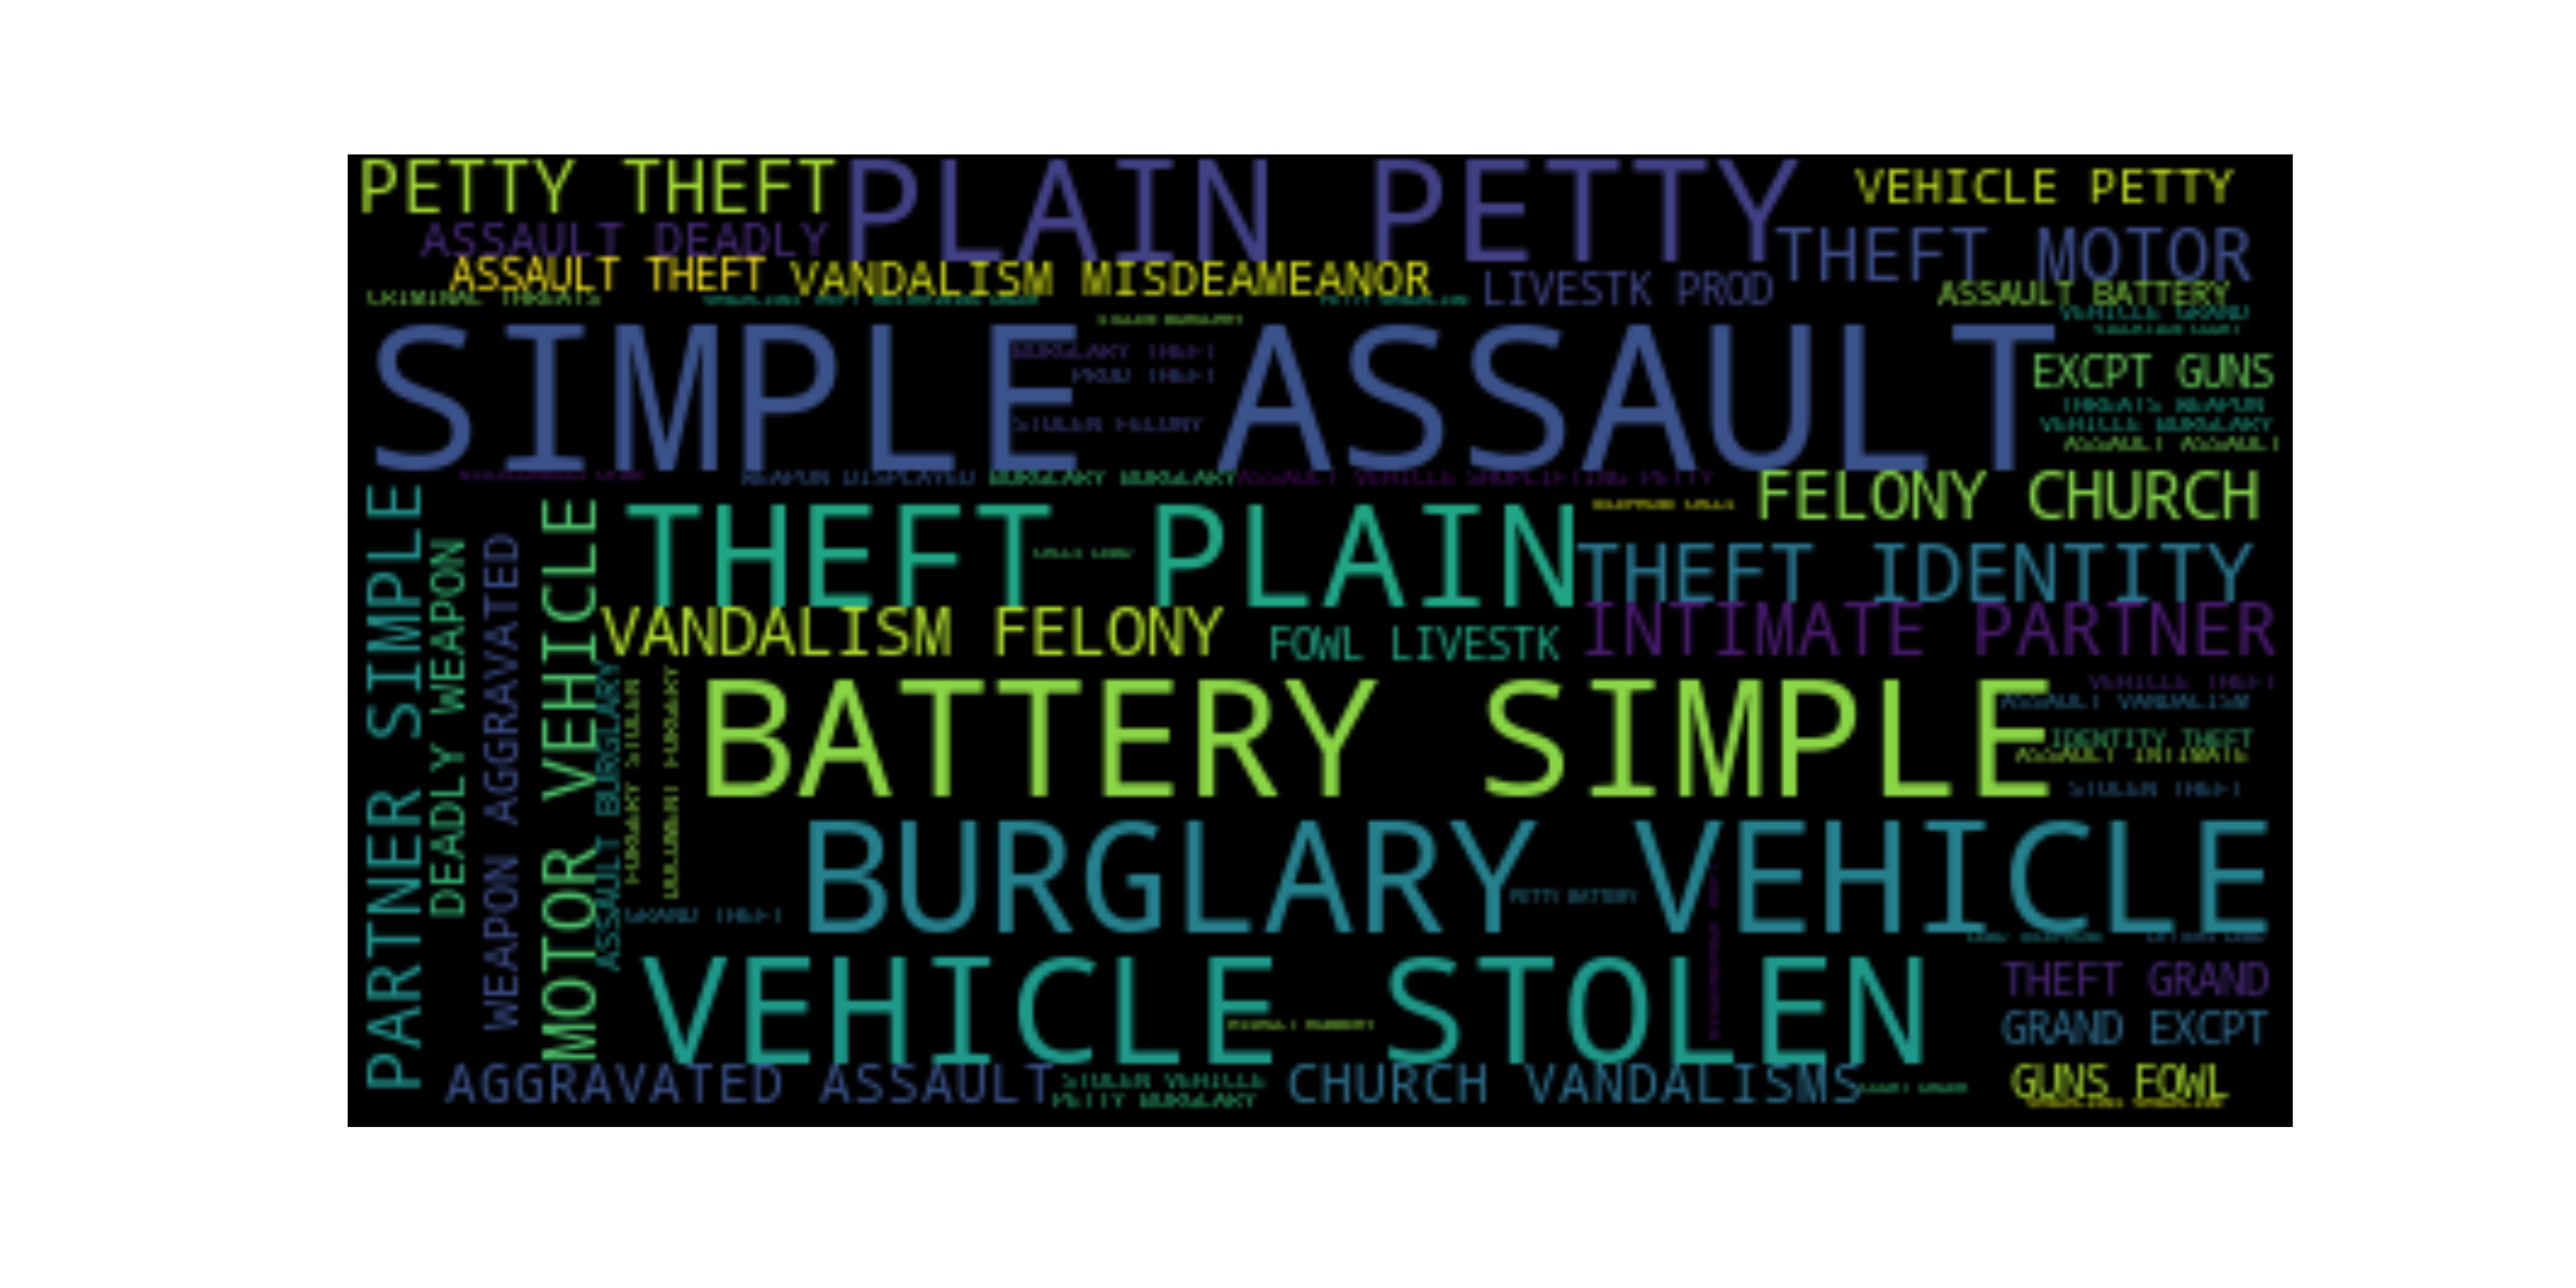 PETTY THEFT
PLAIN PETTY
VEHICLE PETTY
ASSAULT DEADLY
THEFT MOTOR
ASSAULT THEFT
VANDALISM MISDEAMEANOR
LIVESTK PROD
ASSAULT BATTERY
CRIMINAL THREATS
VEHICLE GRAND
SIMPLE ASSAULT
BURGLARY THEFT
PROD THEFT
EXCPT GUNS
THREATS WEAPON
STOLEN FELONY
VEHICLE BURGLARY
ASSAULT ASSAULT
WEAPON DISPLAYED
BURGLARY BURGLARY
ASSAULT VEHICLE
SHOPLIFTING PETTY
FELONY CHURCH
THEFT PLAIN
THEFT IDENTITY
PARTNER SIMPLE
DEADLY WEAPON
WEAPON AGGRAVATED
MOTOR VEHICLE
ASSAULT BURGLARY
VANDALISM FELONY
FOWL LIVESTK
INTIMATE PARTNER
VEHICLE THEFT
ASSAULT VANDALISM
BATTERY SIMPLE
IDENTITY THEFT
ASSAULT INTIMATE
STOLEN THEFT
BURGLARY VEHICLE
PETTY BATTERY
GRAND THEFT
VEHICLE STOLEN
THEFT GRAND
GRAND EXCPT
AGGRAVATED ASSAULT
STOLEN VEHICLE
PETTY BURGLARY
CHURCH VANDALISMS
GUNS FOWL